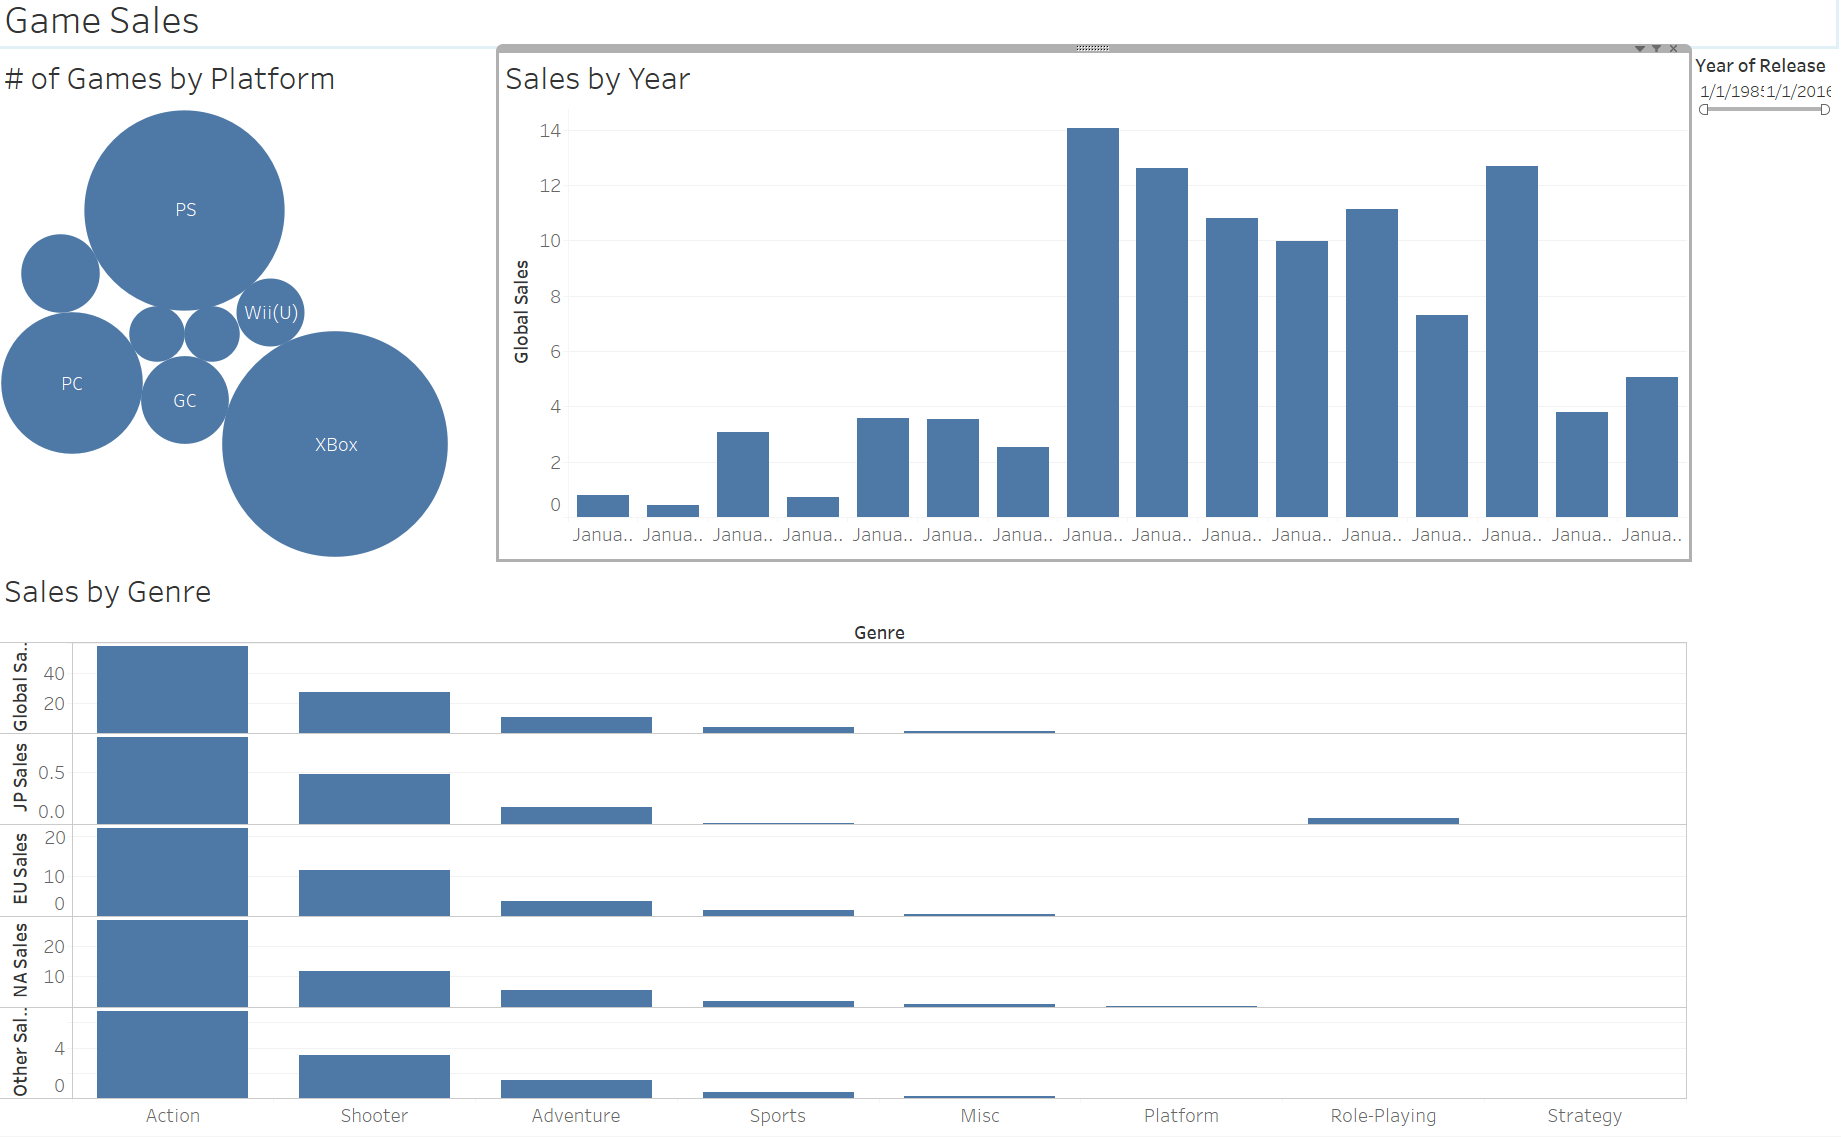 Game Sales
# of Games by Platform
PS
Wii(U)
PC
GC
XBox
Sales by Year
Global Sales
14
12
10
8
6
4
2
0
Janua.. Janua.. Janua.. Janua.. Janua.. Janua.. Janua.. Janua.. Janua.. Janua.. Janua.. Janua.. Janua.. Janua.. Janua.. Janua..
Year of Release
1/1/1985 1/1/2016
Sales by Genre
Genre
Global Sa..
40
20
JP Sales
0.5
0.0
EU Sales
20
10
0
NA Sales
20
10
Other Sal..
4
0
Action Shooter Adventure Sports Misc Platform Role-Playing Strategy